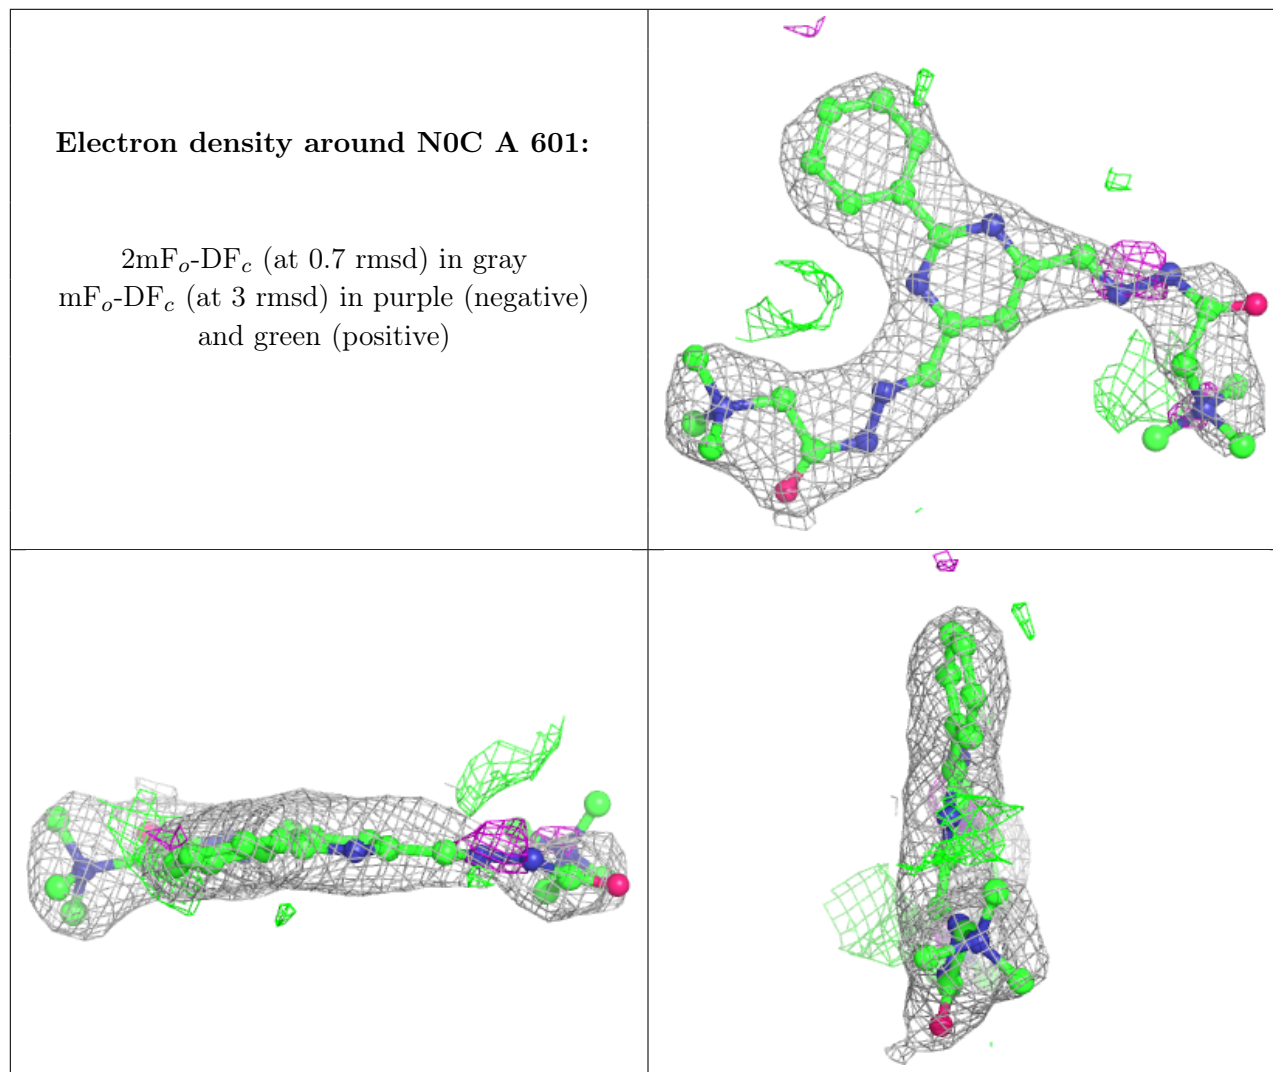 Electron density around N0C A 601:
2mFₒ-DF𝒸 (at 0.7 rmsd) in gray
mFₒ-DF𝒸 (at 3 rmsd) in purple (negative)
and green (positive)